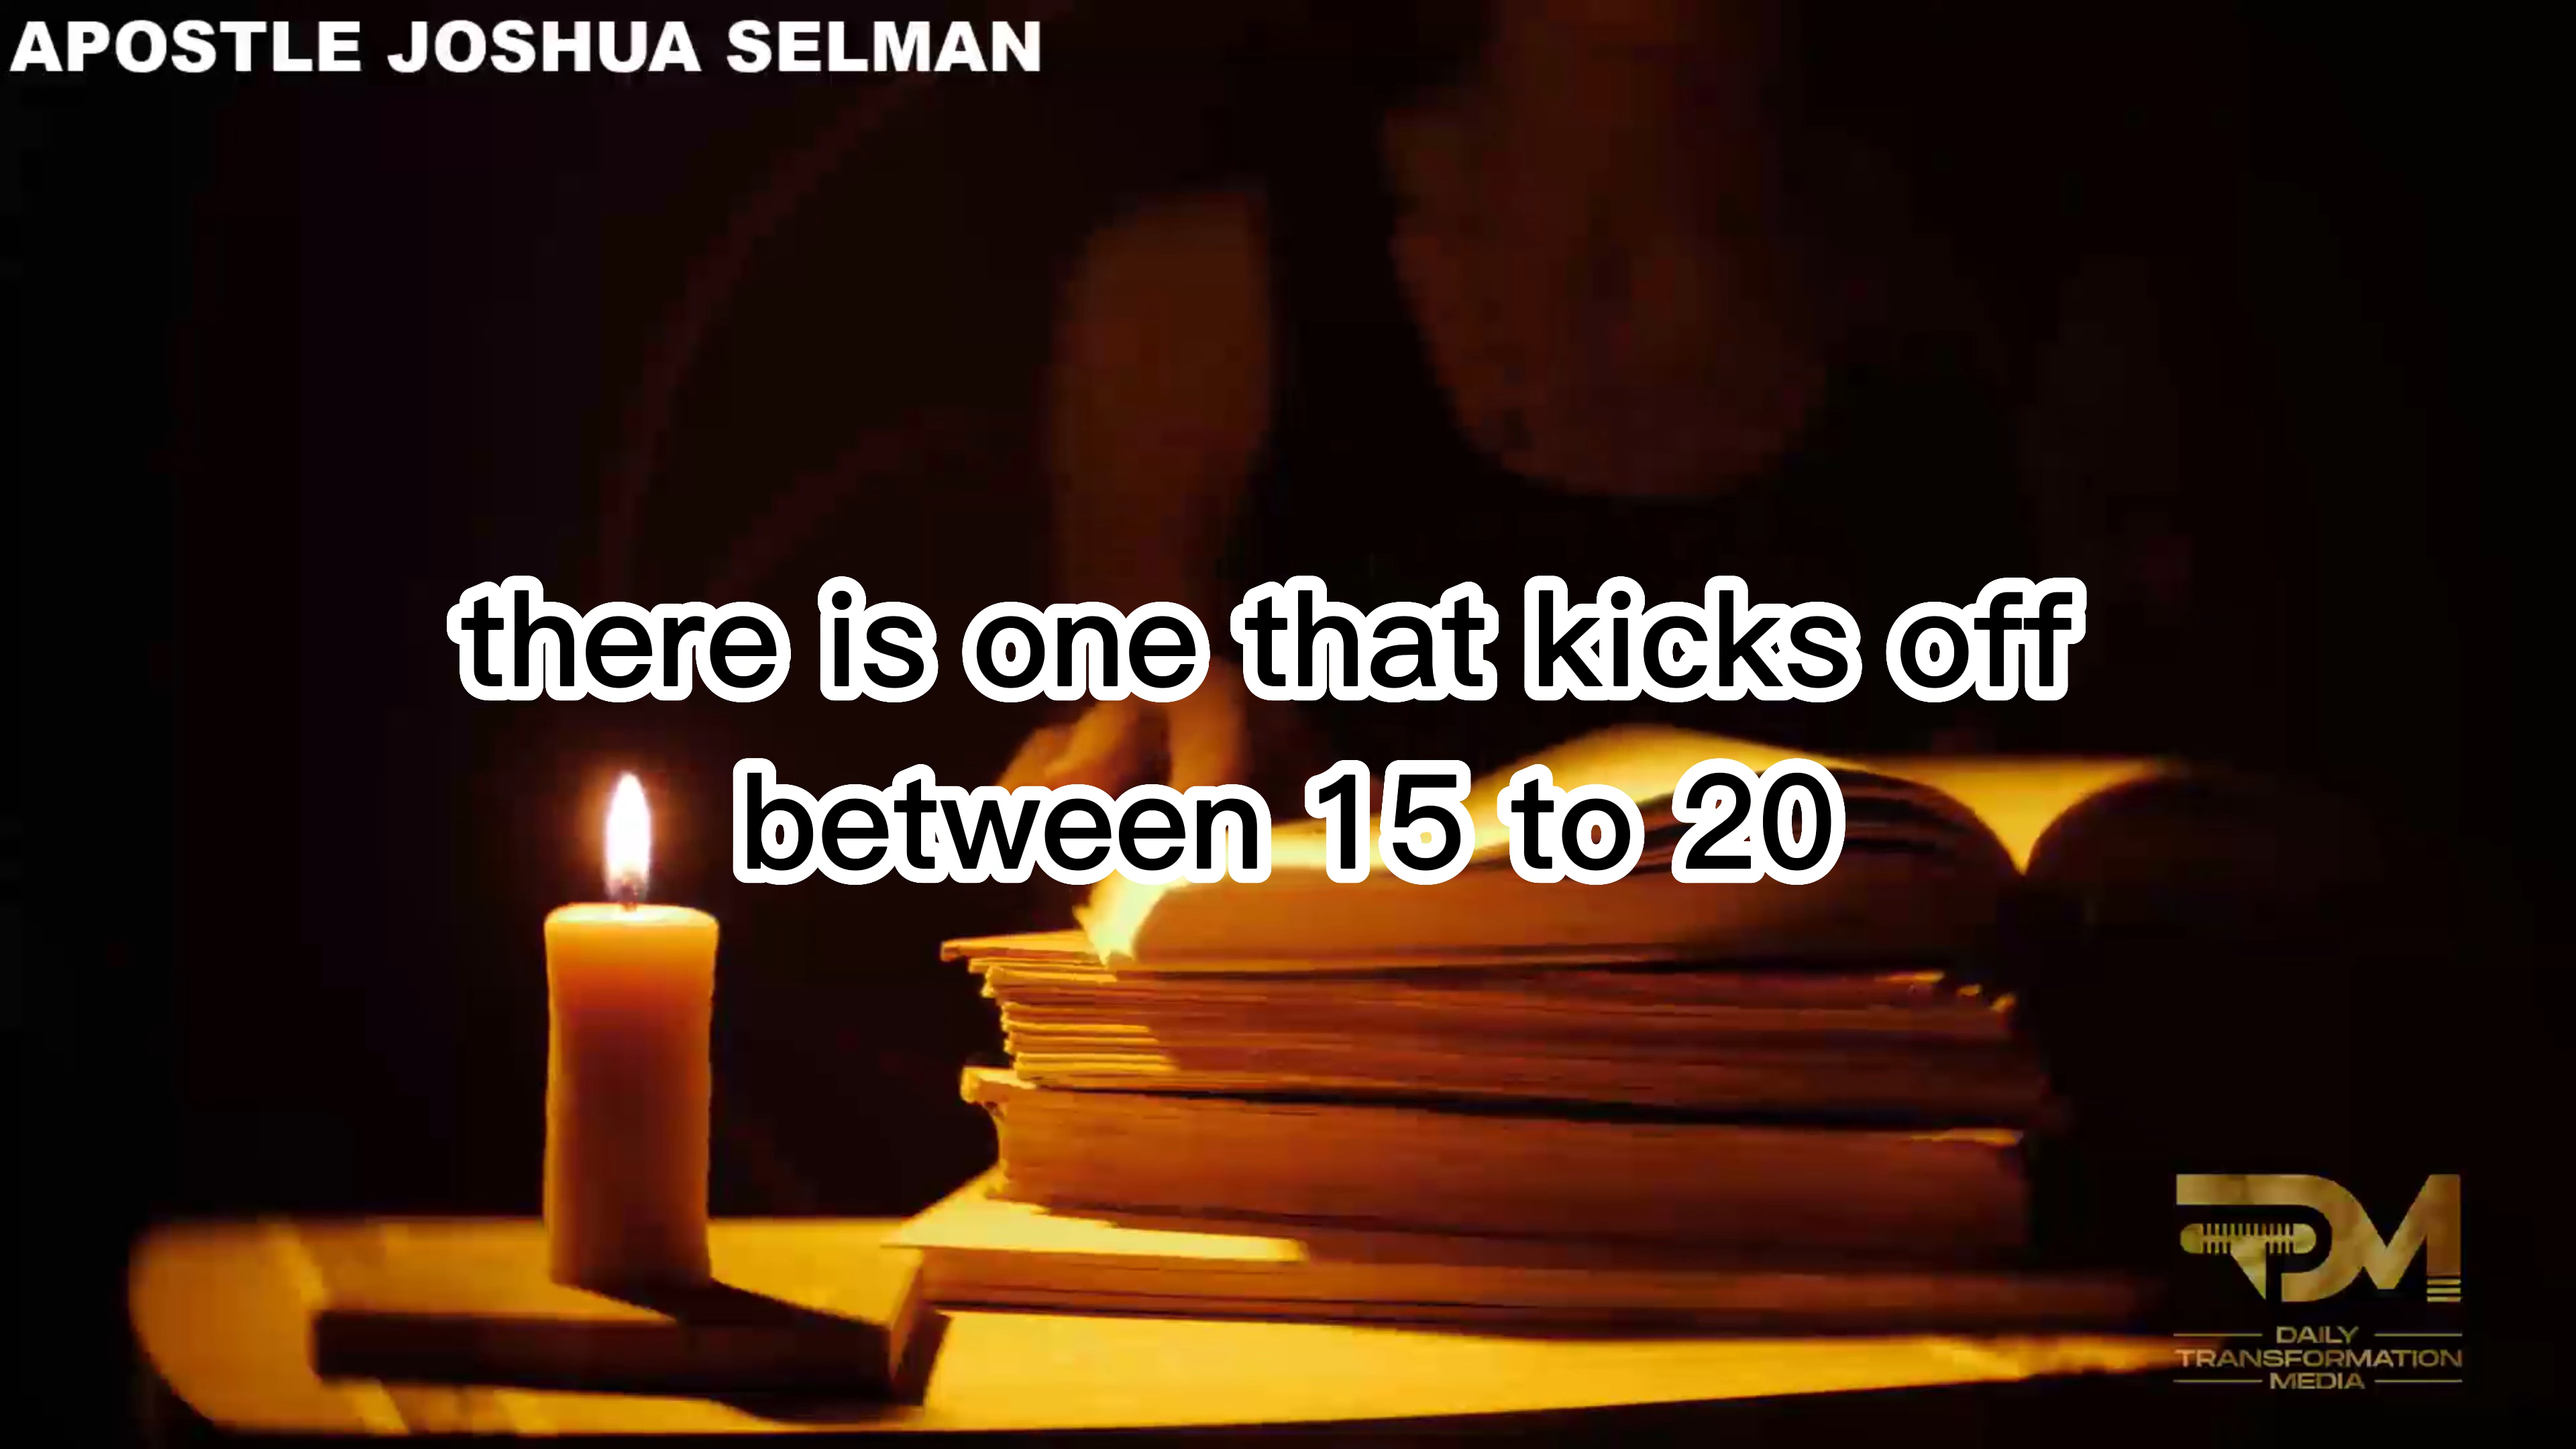 APOSTLE JOSHUA SELMAN
there is one that kicks off
between 15 to 20
DAILY
TRANSFORMATION
MEDIA